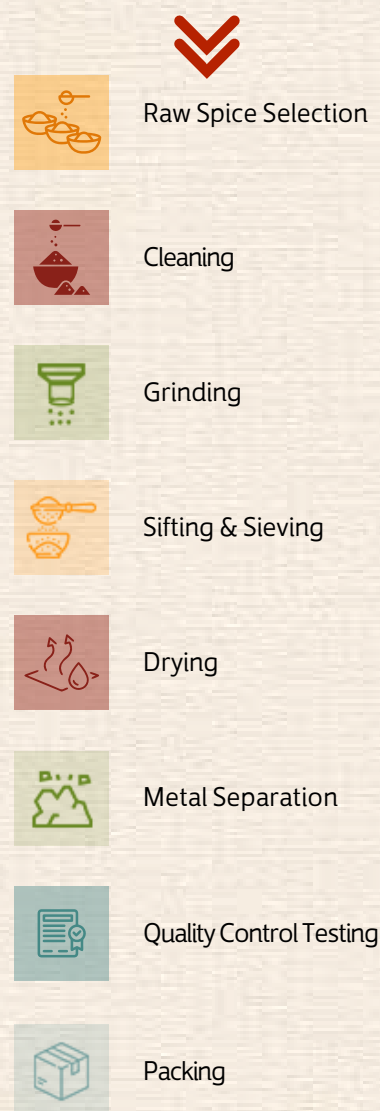 Raw Spice Selection
Cleaning
Grinding
Sifting & Sieving
Drying
Metal Separation
Quality Control Testing
Packing